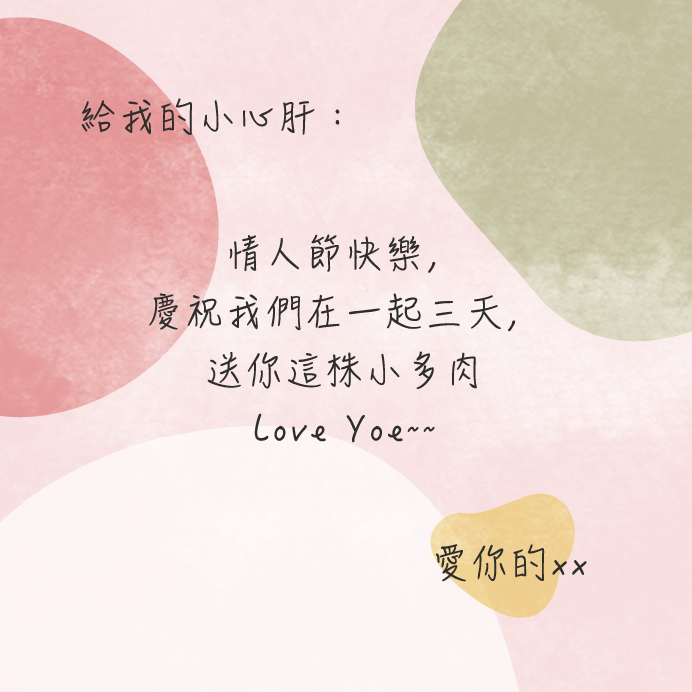 給我的小心肝：
情人節快樂,
慶祝我們在一起三天,
送你這株小多肉
Love Yoe~~
愛你的xx